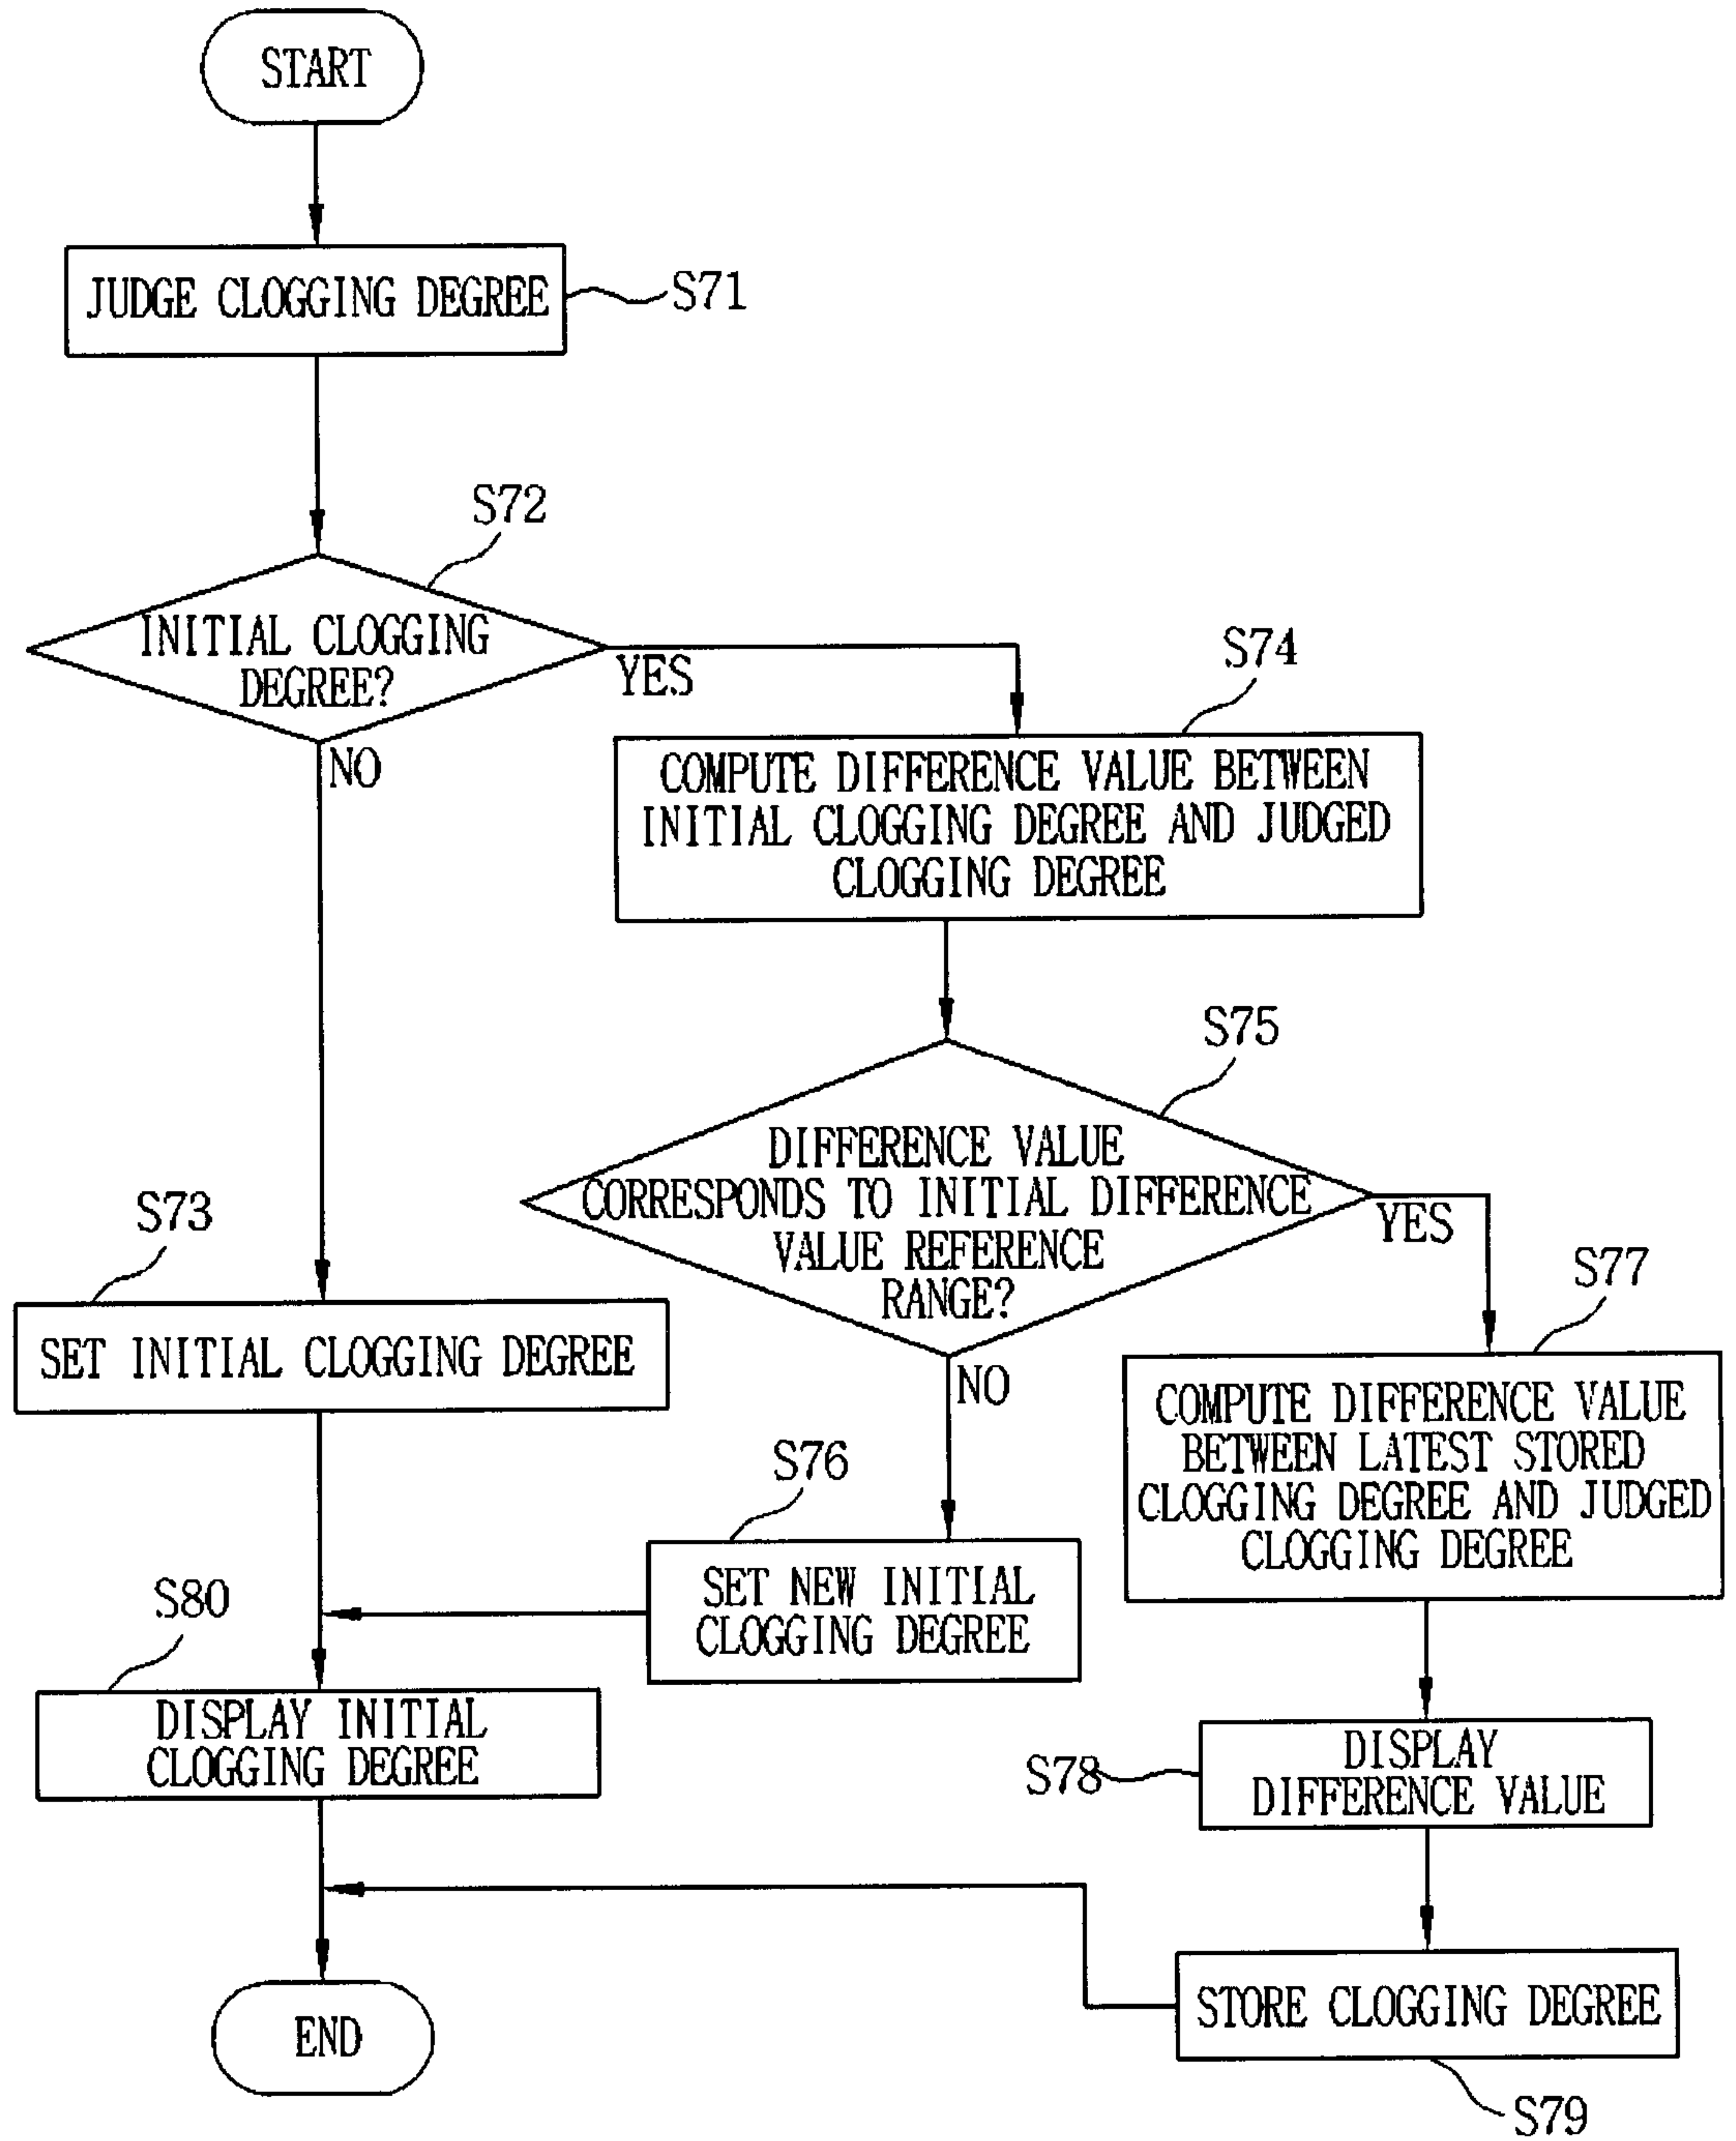 START
JUDGE CLOGGING DEGREE
S71
S72
INITIAL CLOGGING
DEGREE?
YES
NO
S74
COMPUTE DIFFERENCE VALUE BETWEEN
INITIAL CLOGGING DEGREE AND JUDGED
CLOGGING DEGREE
S75
DIFFERENCE VALUE
CORRESPONDS TO INITIAL DIFFERENCE
VALUE REFERENCE
RANGE?
YES
NO
S73
SET INITIAL CLOGGING DEGREE
S77
COMPUTE DIFFERENCE VALUE
BETWEEN LATEST STORED
CLOGGING DEGREE AND JUDGED
CLOGGING DEGREE
S76
SET NEW INITIAL
CLOGGING DEGREE
S80
DISPLAY INITIAL
CLOGGING DEGREE
S78
DISPLAY
DIFFERENCE VALUE
STORE CLOGGING DEGREE
S79
END